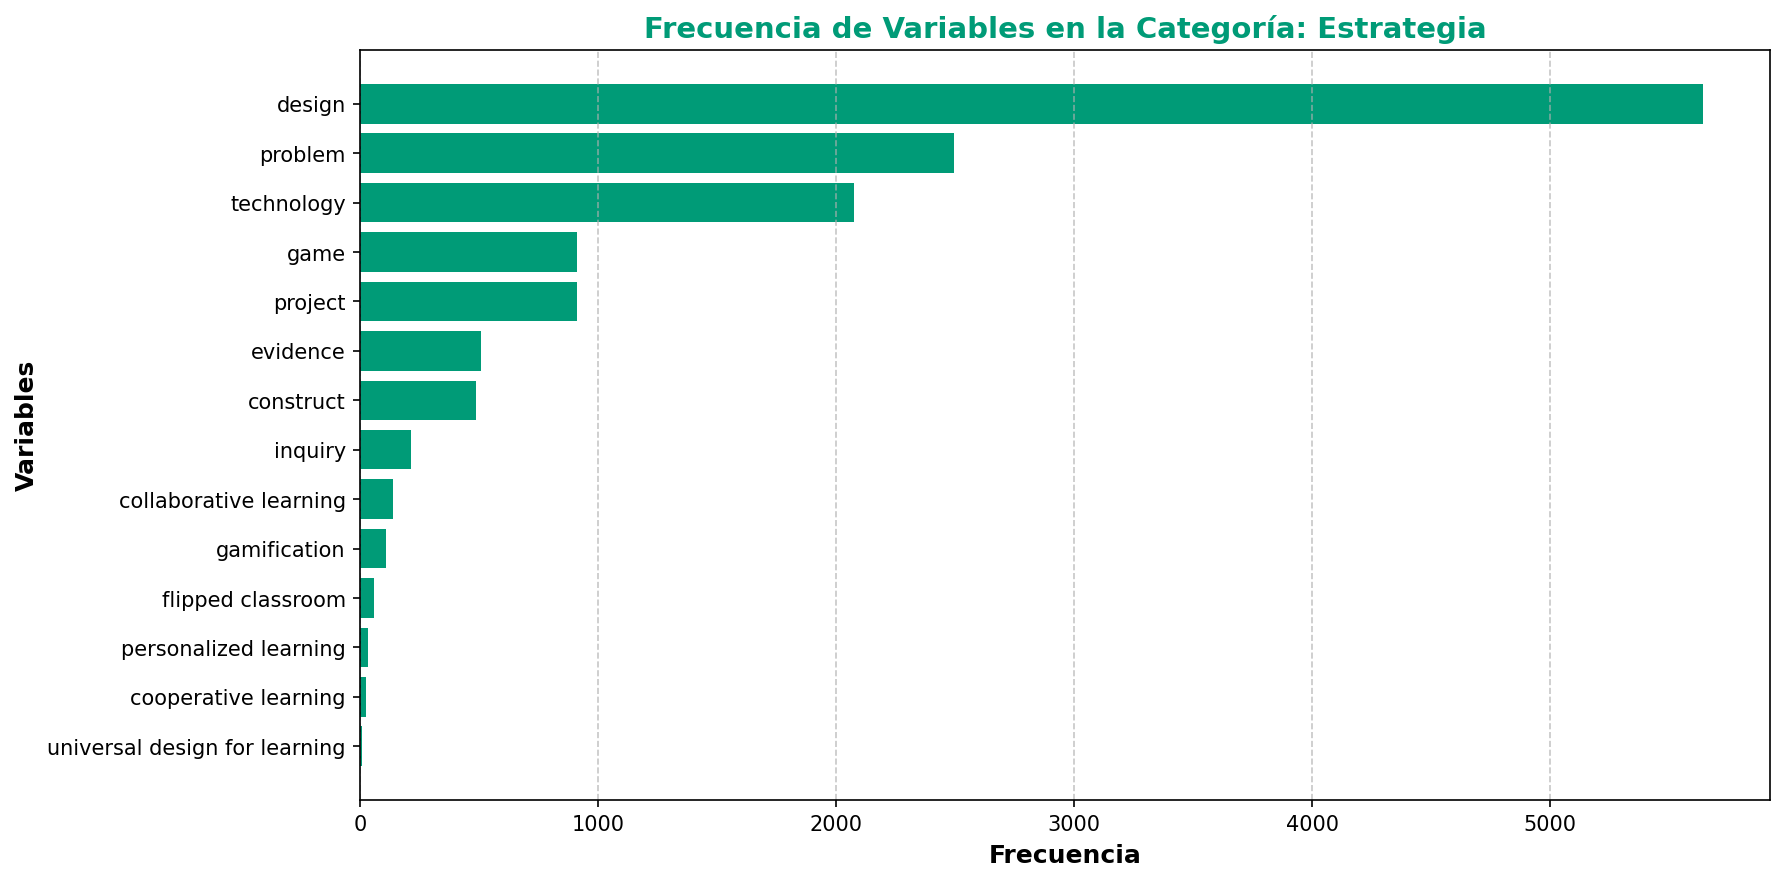 Frecuencia de Variables en la Categoría: Estrategia
Variables
design
problem
technology
game
project
evidence
construct
inquiry
collaborative learning
gamification
flipped classroom
personalized learning
cooperative learning
universal design for learning
0 1000 2000 3000 4000 5000
Frecuencia